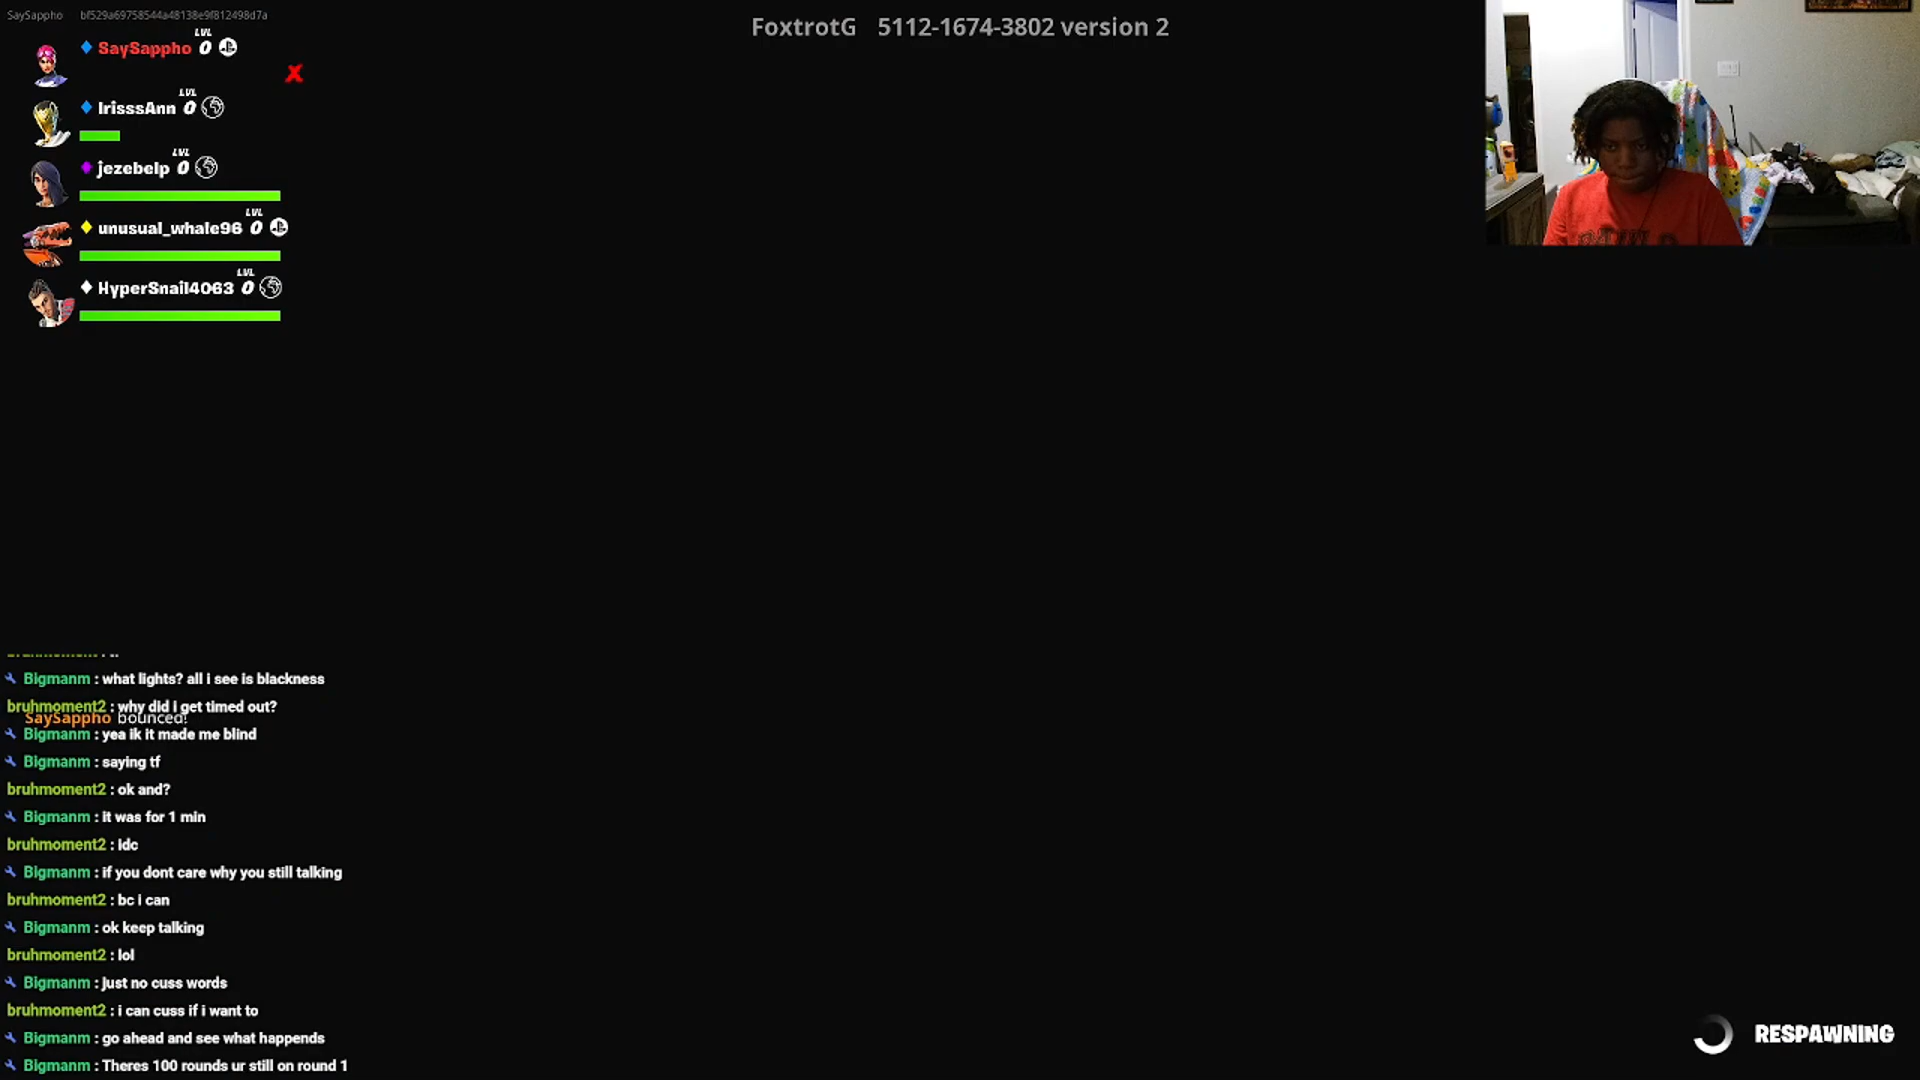 SaySappho bf529a69758544a48138e9f812498d7a
FoxtrotG 5112-1674-3802 version 2
LVL
SaySappho 0
LVL
IrisssAnn 0
LVL
jezebelp 0
LVL
unusual_whale96 0
LVL
HyperSnail4063 0
Bigmanm : what lights? all i see is blackness
bruhmoment2 : why did i get timed out?
SaySappho bounced!
Bigmanm : yea ik it made me blind
Bigmanm : saying tf
bruhmoment2 : ok and?
Bigmanm : it was for 1 min
bruhmoment2 : idc
Bigmanm : if you dont care why you still talking
bruhmoment2 : bc i can
Bigmanm : ok keep talking
bruhmoment2 : lol
Bigmanm : just no cuss words
bruhmoment2 : i can cuss if i want to
Bigmanm : go ahead and see what happends
Bigmanm : Theres 100 rounds ur still on round 1
RESPAWNING